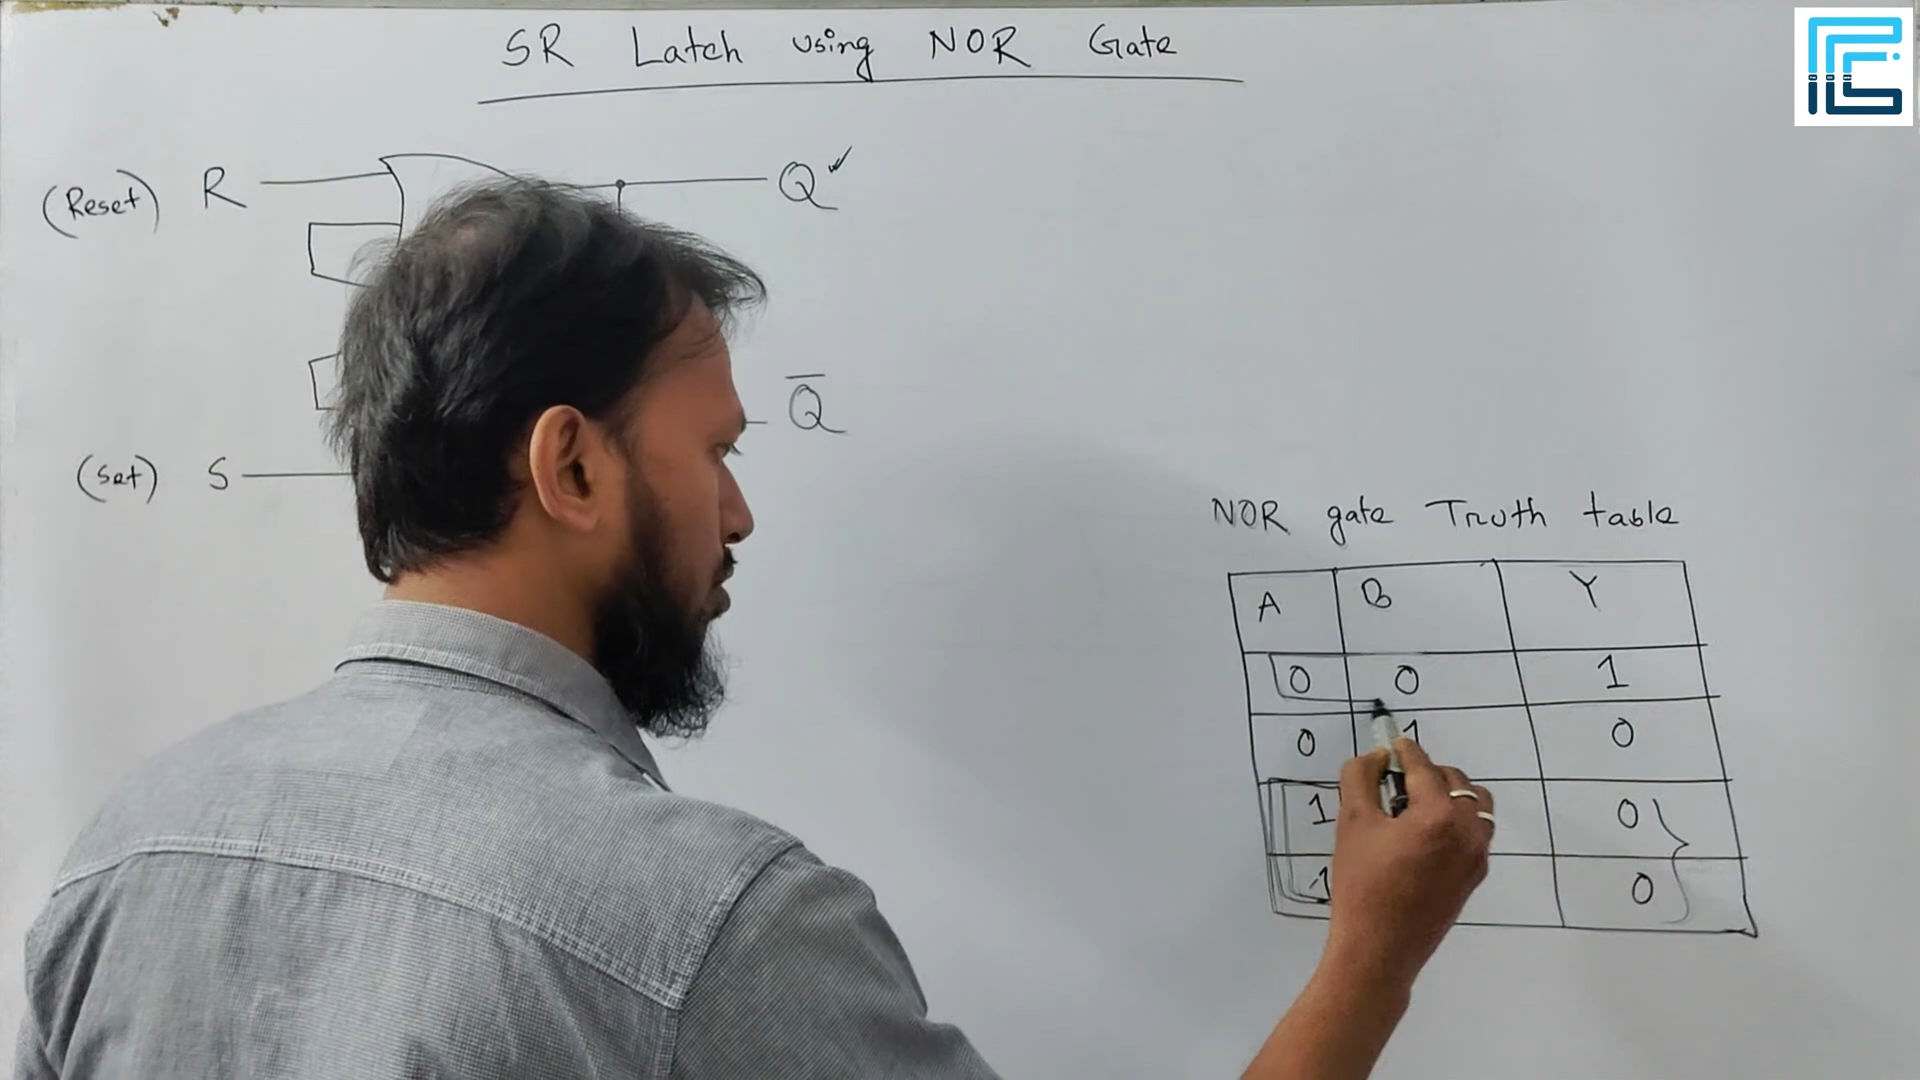 SR Latch using NOR Gate
(Reset) R
Q
Q̅
(Set) S
NOR gate Truth table
A B Y
0 0 1
0 1 0
1 0
1 0